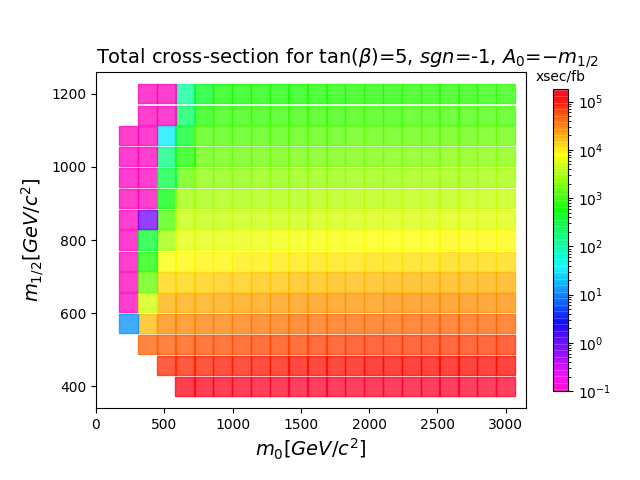 Total cross-section for tan(β)=5, sgn=-1, A₀=−m₁/₂
xsec/fb
m₁/₂[GeV/c²]
1200
1000
800
600
400
0 500 1000 1500 2000 2500 3000
m₀[GeV/c²]
10⁵
10⁴
10³
10²
10¹
10⁰
10⁻¹